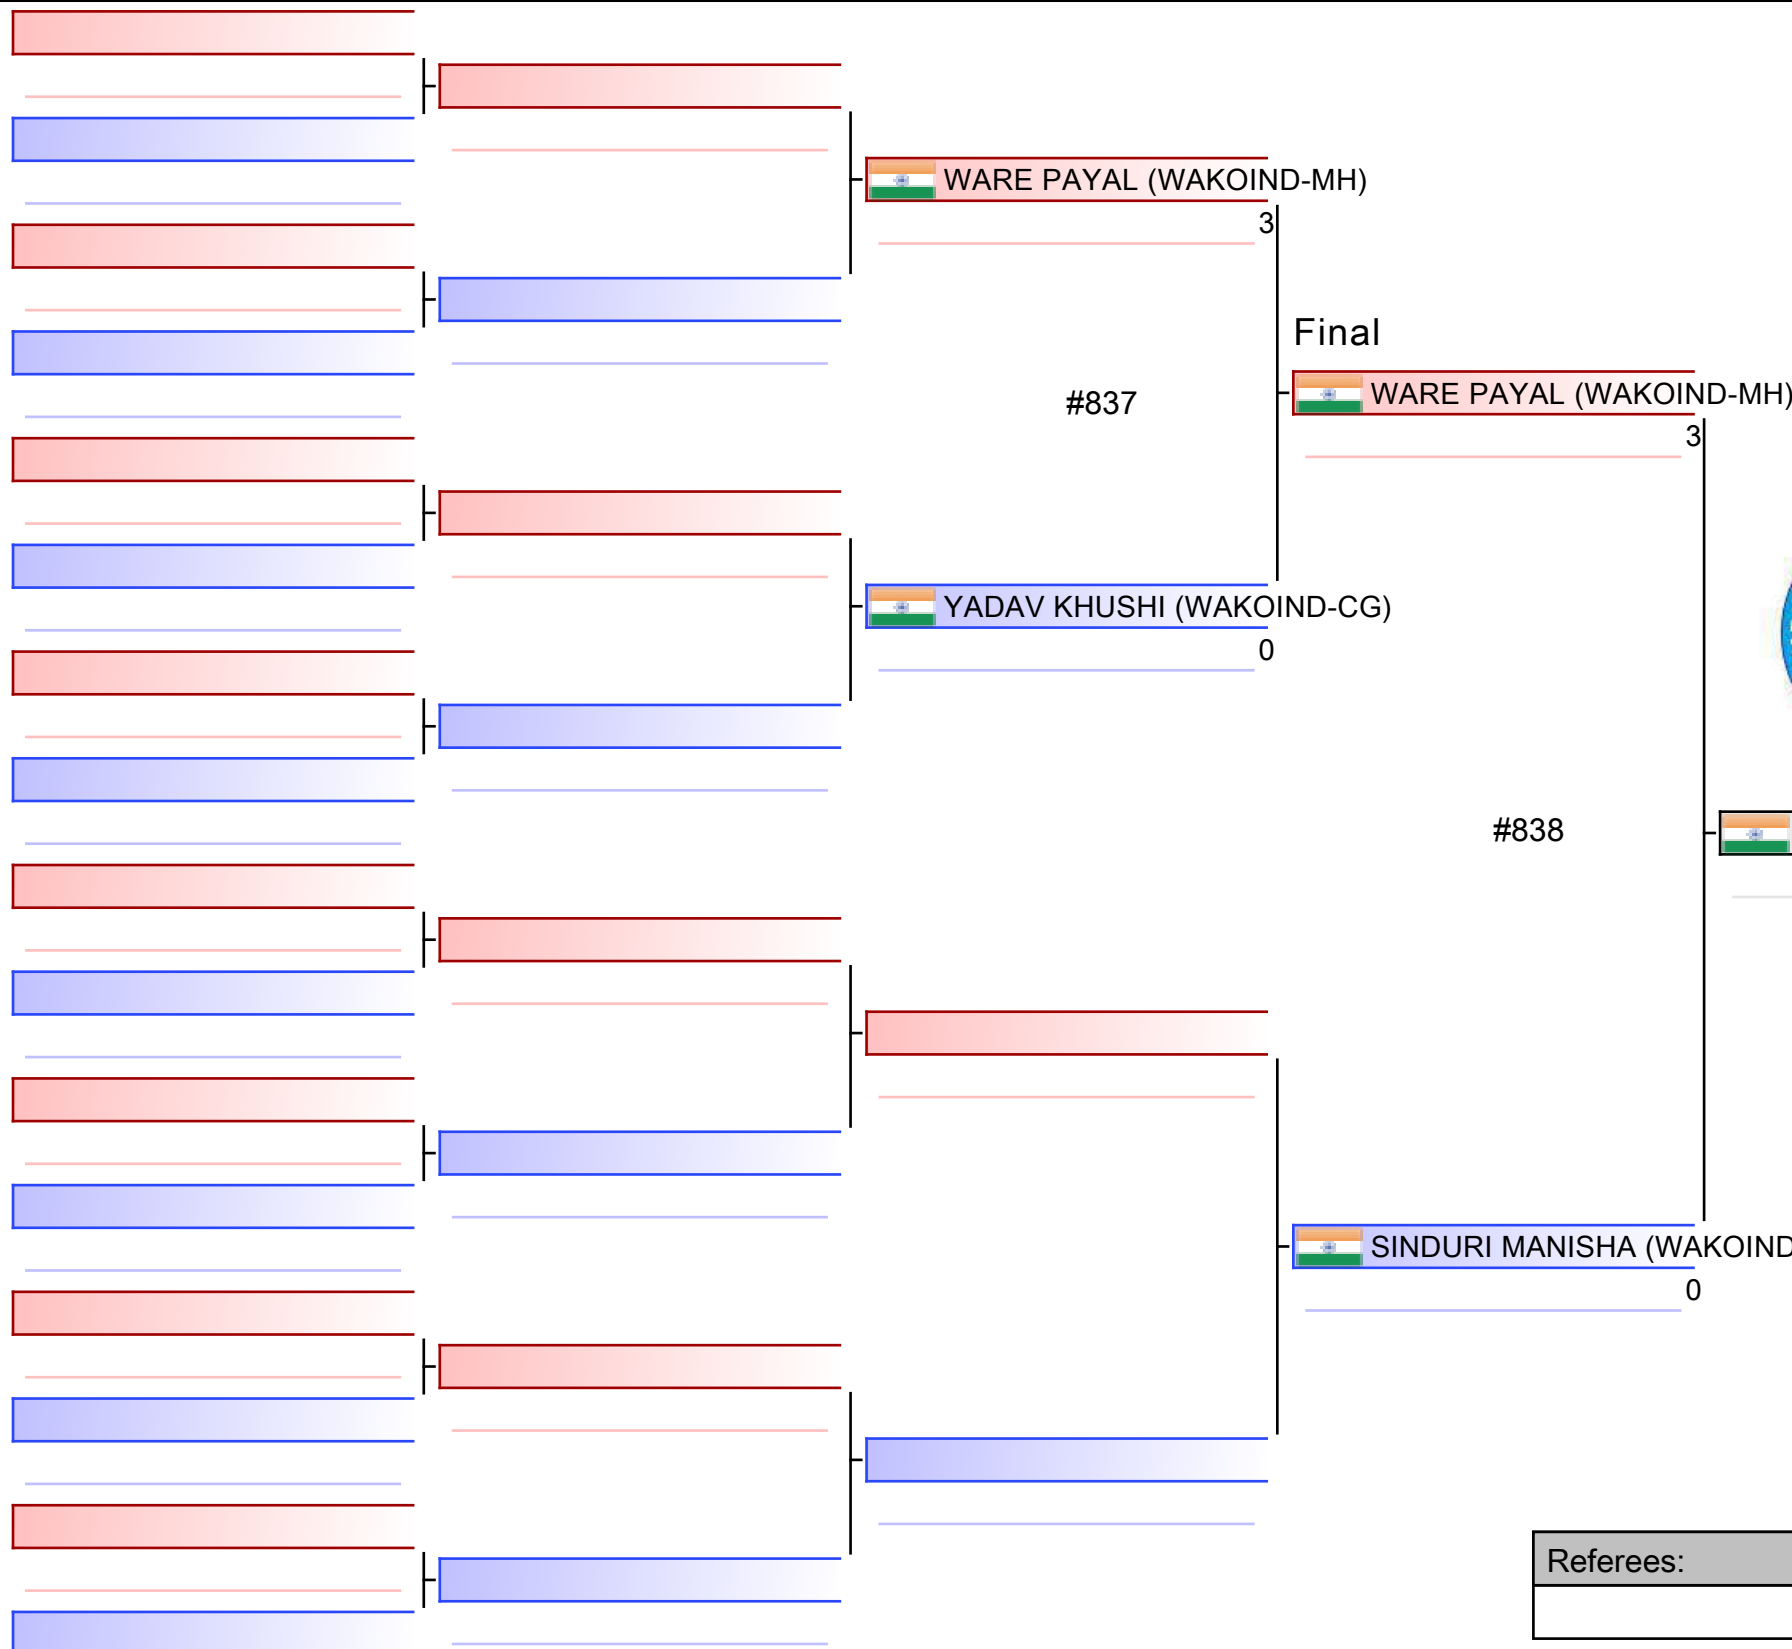 WARE PAYAL (WAKOIND-MH)
3
Final
WARE PAYAL (WAKOIND-MH)
#837
3
YADAV KHUSHI (WAKOIND-CG)
0
#838
SINDURI MANISHA (WAKOIND
0
Referees: